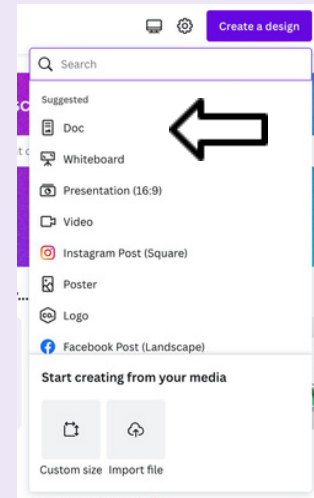 Create a design
Search
Suggested
Doc
Whiteboard
Presentation (16:9)
Video
Instagram Post (Square)
Poster
CO.
Logo
Facebook Post (Landscape)
Start creating from your media
Custom size Import file